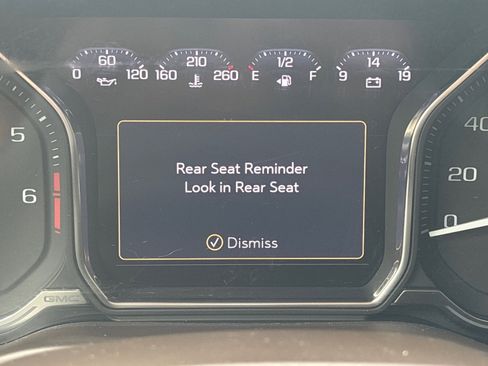 60 210 1/2 14
0 120 160 260 E F 9 19
Rear Seat Reminder
Look in Rear Seat
Dismiss
5
6
40
20
0
GMC